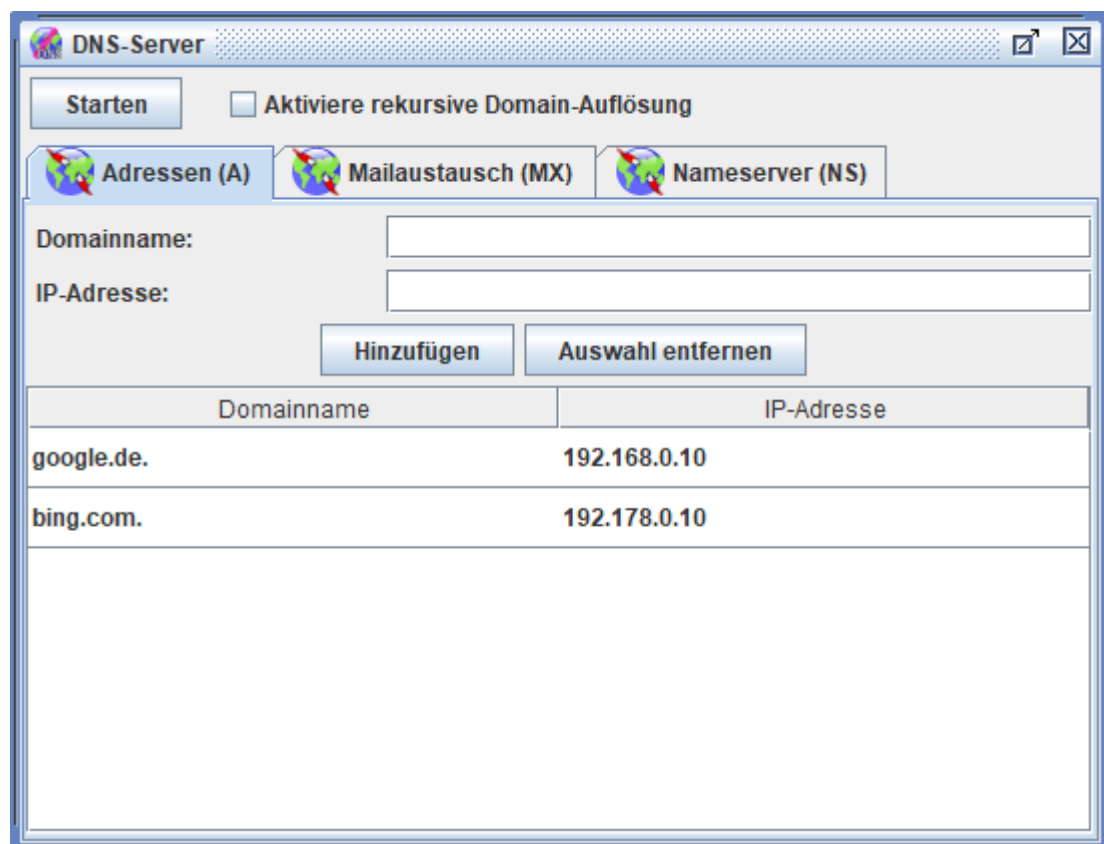 DNS-Server
Starten Aktiviere rekursive Domain-Auflösung
Adressen (A) Mailaustausch (MX) Nameserver (NS)
Domainname:
IP-Adresse:
Hinzufügen Auswahl entfernen
Domainname IP-Adresse
google.de. 192.168.0.10
bing.com. 192.178.0.10